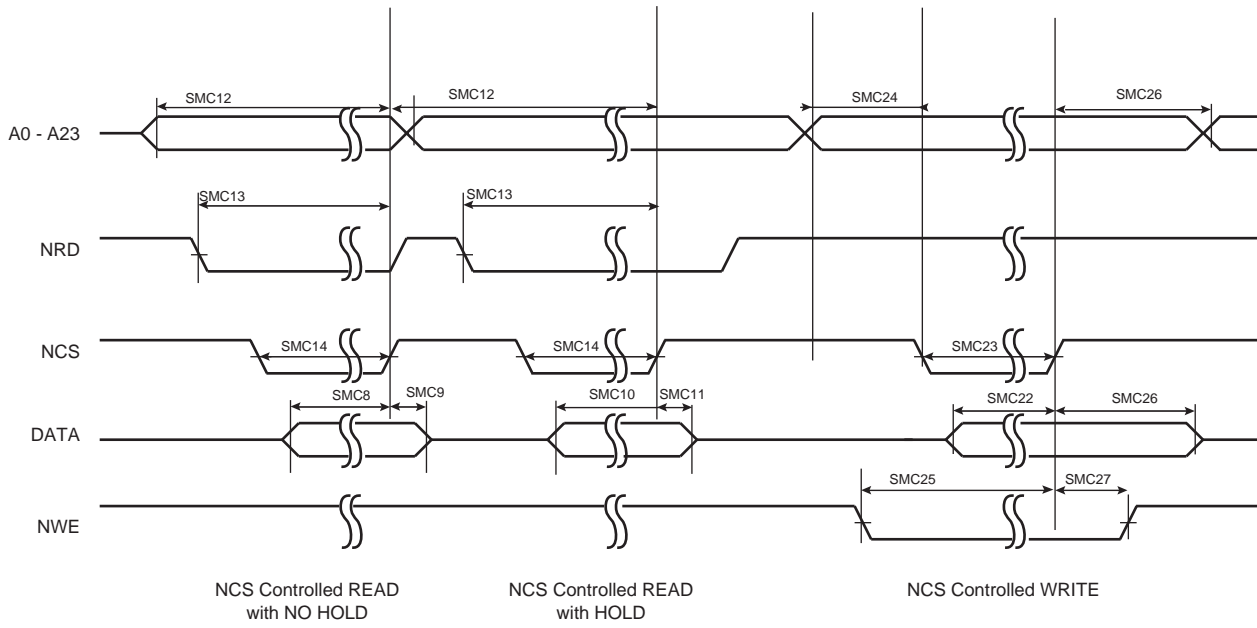 SMC12
SMC12
SMC24
SMC26
A0 - A23
SMC13
SMC13
NRD
NCS
SMC14
SMC14
SMC23
SMC8
SMC9
SMC10
SMC11
SMC22
SMC26
DATA
SMC25
SMC27
NWE
NCS Controlled READ
with NO HOLD
NCS Controlled READ
with HOLD
NCS Controlled WRITE